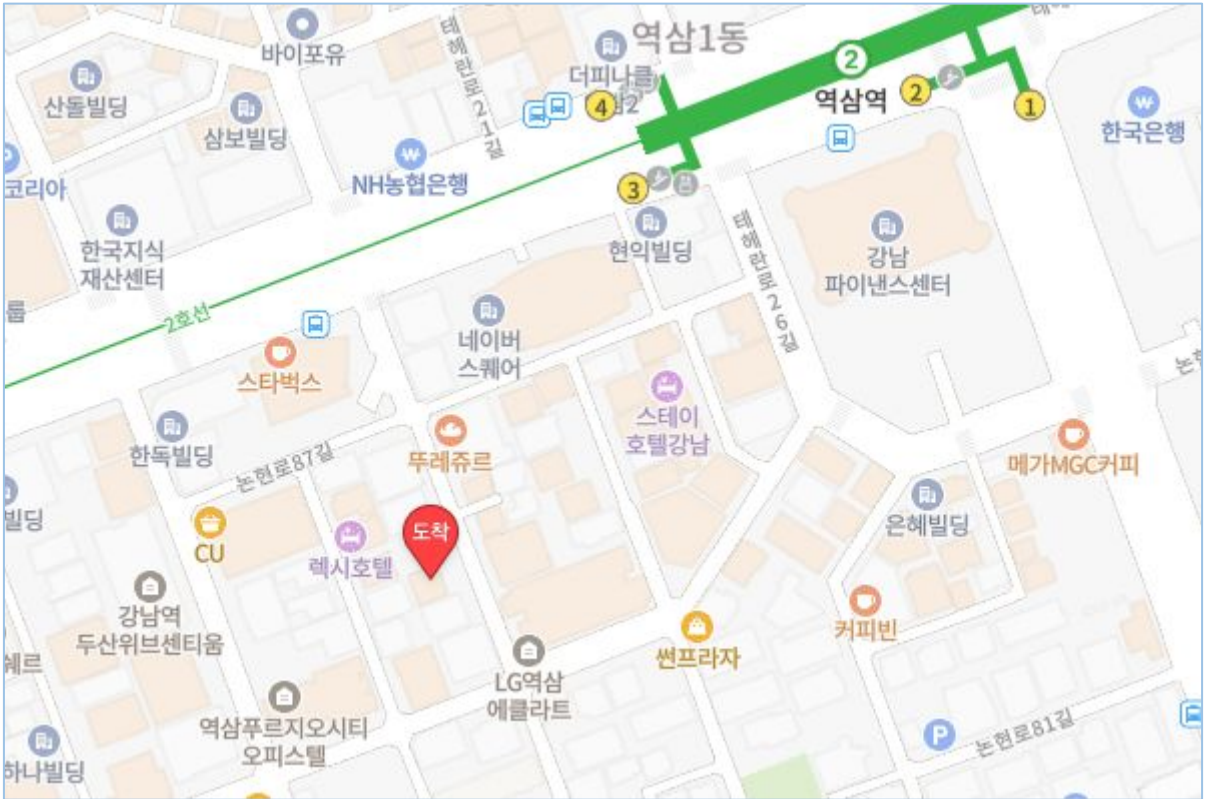 역삼1동
바이포유
테헤란로21길
더피나클
2
역삼역
2
1
산돌빌딩
삼보빌딩
4
한국은행
NH농협은행
P
코리아
3
현익빌딩
테헤란로26길
강남
파이낸스센터
한국지식
재산센터
룸
2호선
네이버
스퀘어
스타벅스
스테이
호텔강남
한독빌딩
뚜레쥬르
논현로87길
메가MGC커피
빌딩
CU
도착
은혜빌딩
렉시호텔
강남역
두산위브센티움
커피빈
썬프라자
쉐르
LG역삼
에클라트
역삼푸르지오시티
오피스텔
P
논현로81길
하나빌딩